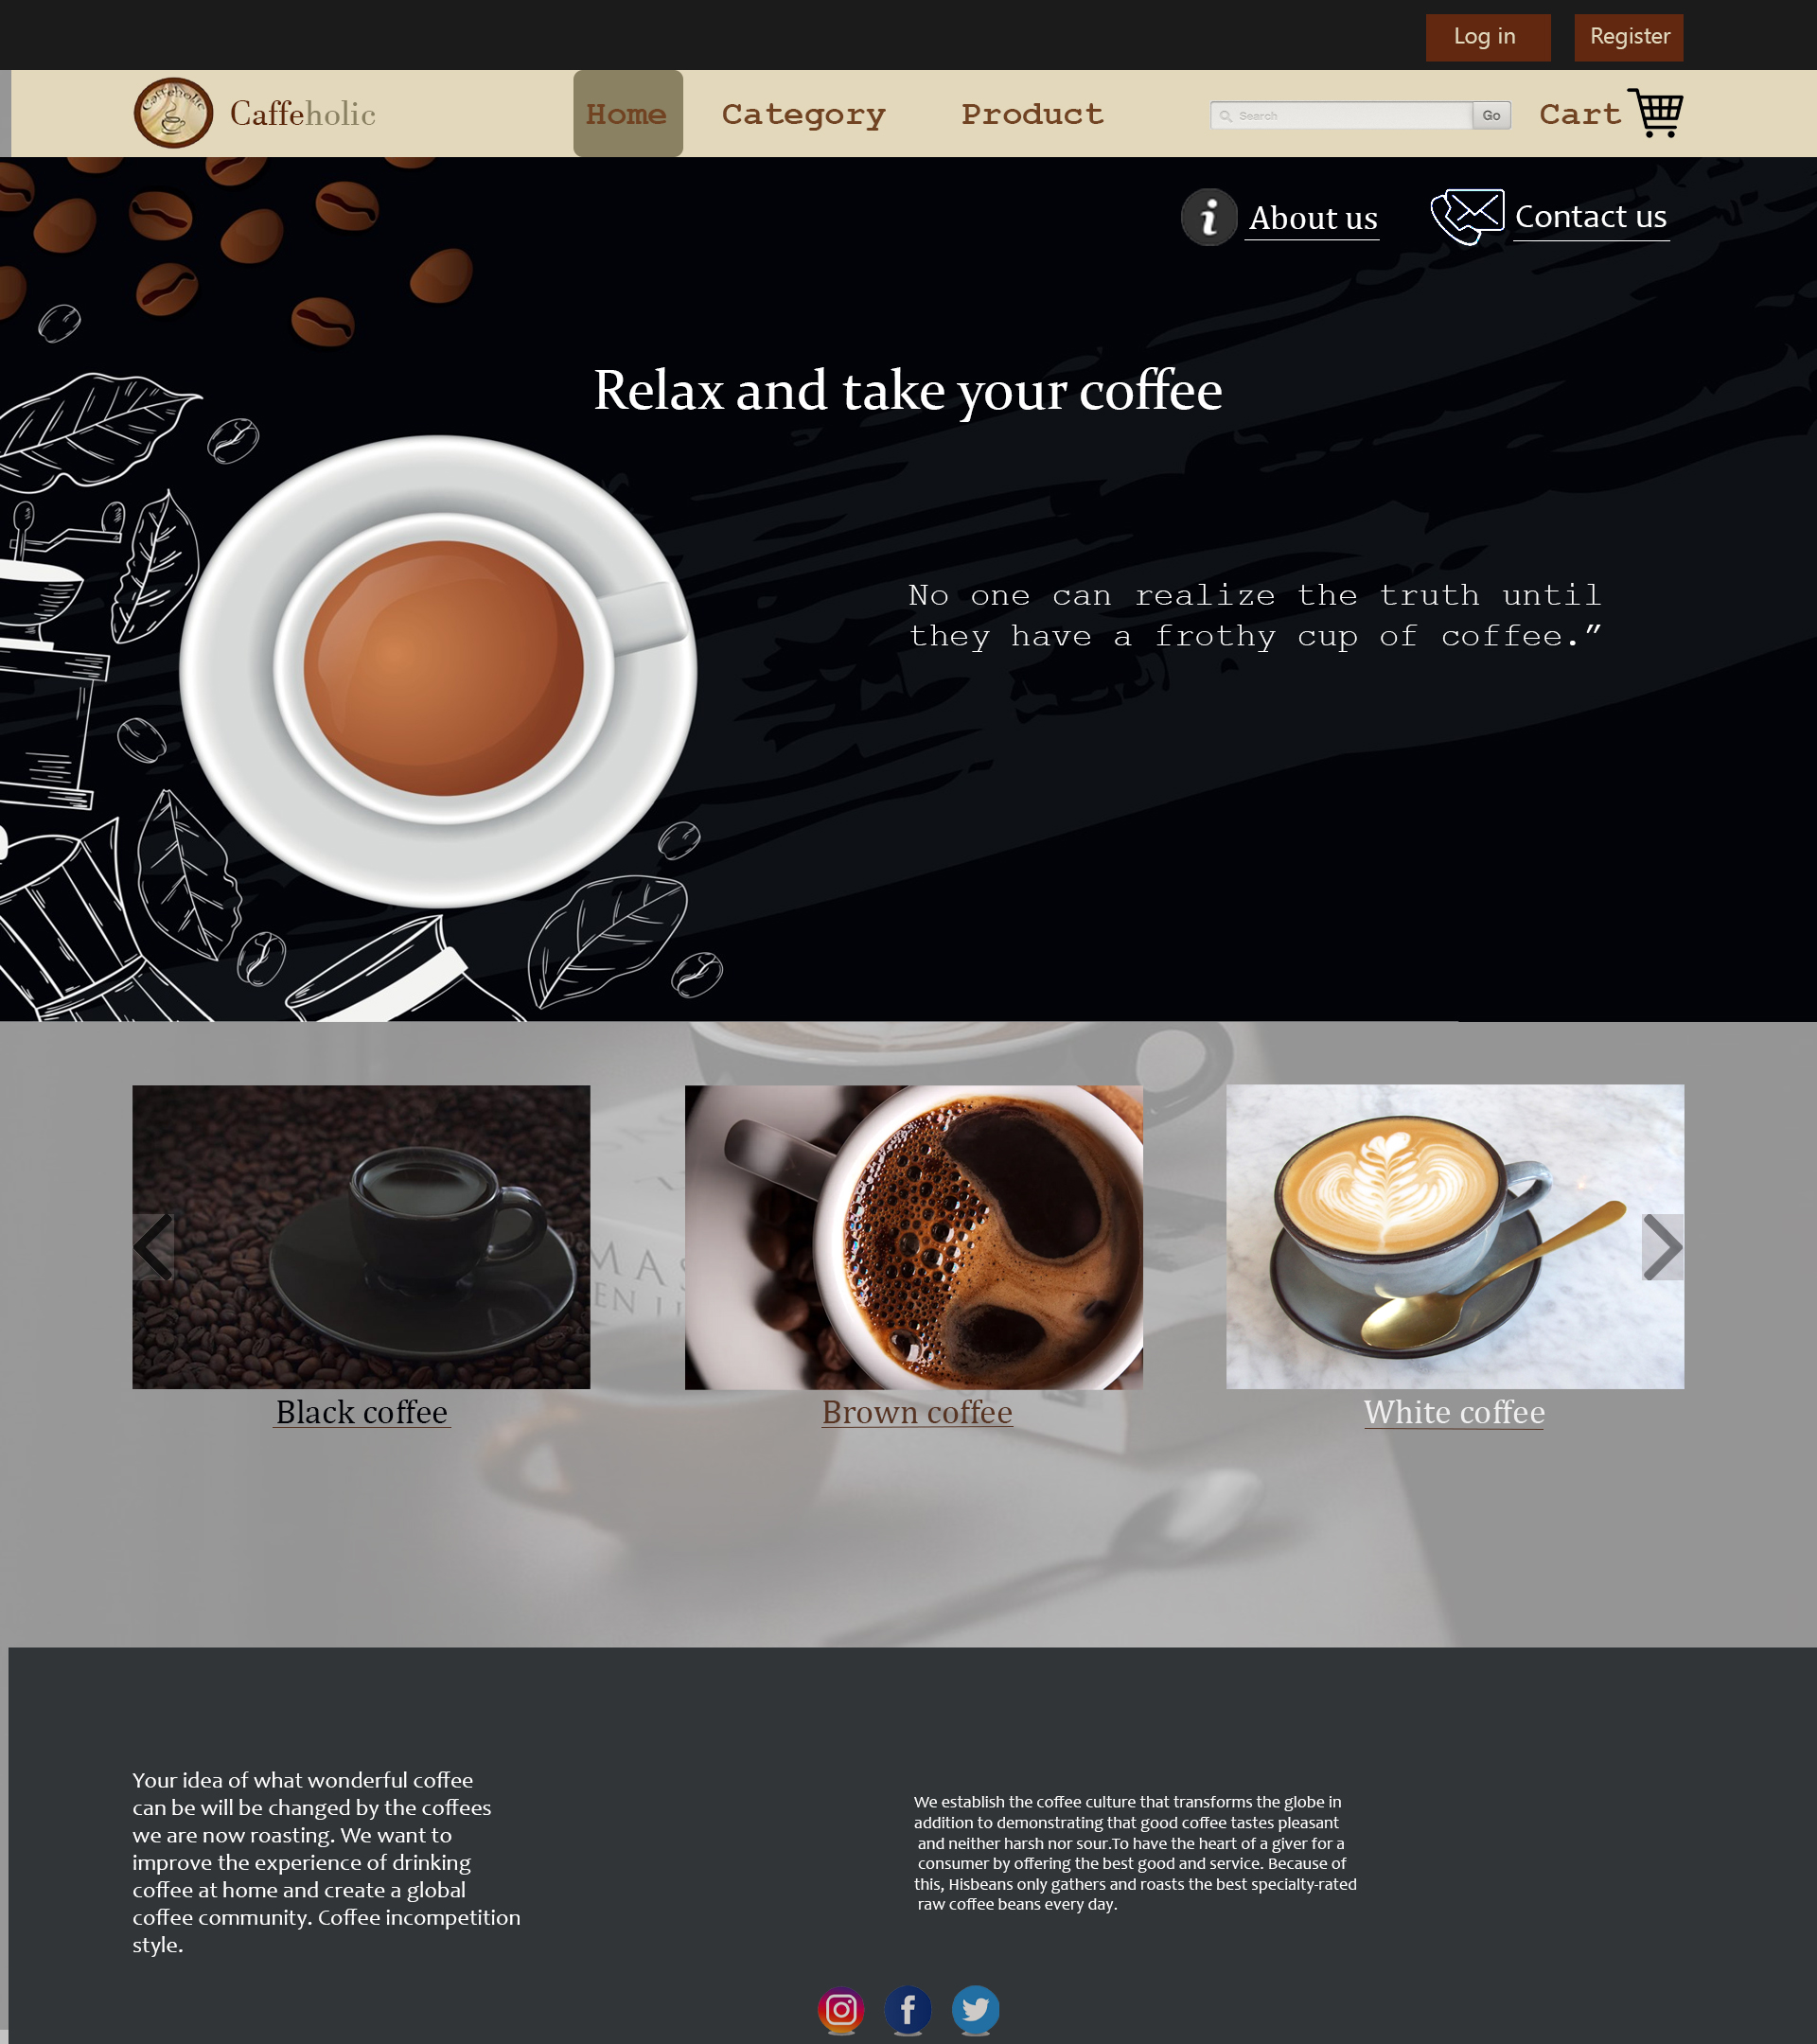 Log in Register
Caffeholic
Caffeholic Home Category Product Search Go Cart
i About us Contact us
Relax and take your coffee
No one can realize the truth until
they have a frothy cup of coffee.”
MAS
EN
Black coffee Brown coffee White coffee
Your idea of what wonderful coffee
can be will be changed by the coffees
we are now roasting. We want to
improve the experience of drinking
coffee at home and create a global
coffee community. Coffee incompetition
style.
We establish the coffee culture that transforms the globe in
addition to demonstrating that good coffee tastes pleasant
and neither harsh nor sour.To have the heart of a giver for a
consumer by offering the best good and service. Because of
this, Hisbeans only gathers and roasts the best specialty-rated
raw coffee beans every day.